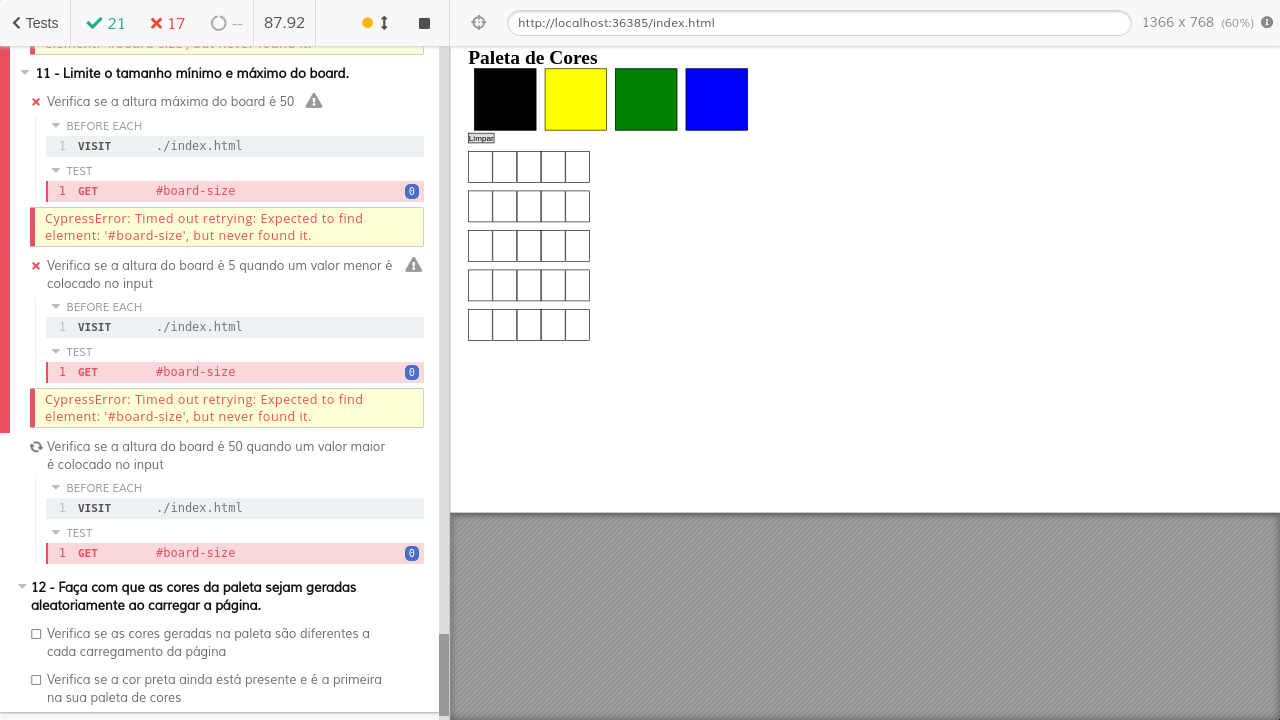 Tests
21
17
--
87.92
http://localhost:36385/index.html
1366 x 768 (60%)
element: '#board-size', but never found it.
11 - Limite o tamanho mínimo e máximo do board.
Verifica se a altura máxima do board é 50
BEFORE EACH
1 VISIT ./index.html
TEST
1 GET #board-size 0
CypressError: Timed out retrying: Expected to find
element: '#board-size', but never found it.
Verifica se a altura do board é 5 quando um valor menor é
colocado no input
BEFORE EACH
1 VISIT ./index.html
TEST
1 GET #board-size 0
CypressError: Timed out retrying: Expected to find
element: '#board-size', but never found it.
Verifica se a altura do board é 50 quando um valor maior
é colocado no input
BEFORE EACH
1 VISIT ./index.html
TEST
1 GET #board-size 0
12 - Faça com que as cores da paleta sejam geradas
aleatoriamente ao carregar a página.
Verifica se as cores geradas na paleta são diferentes a
cada carregamento da página
Verifica se a cor preta ainda está presente e é a primeira
na sua paleta de cores
Paleta de Cores
Limpar